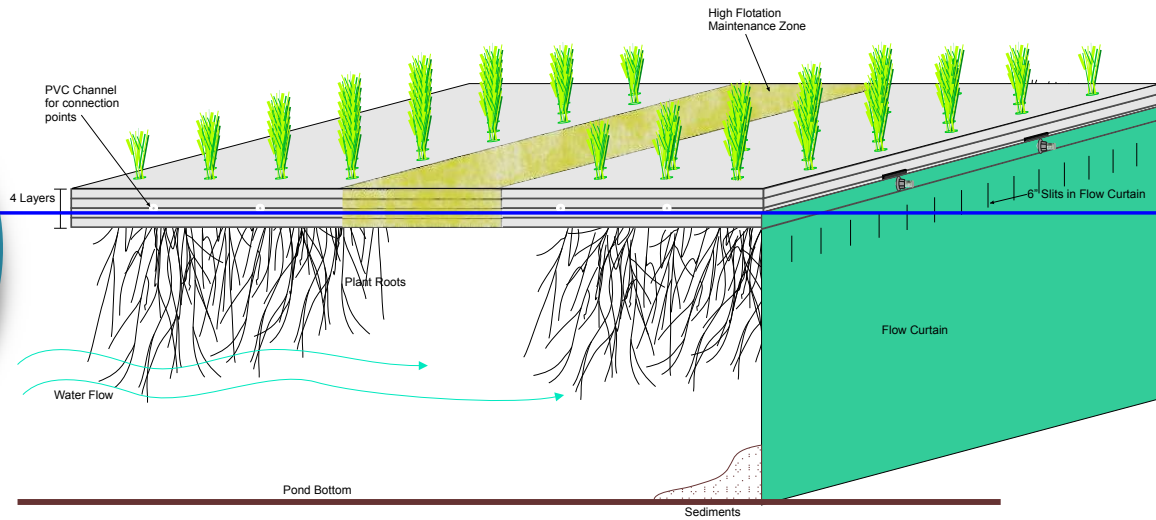 High Flotation
Maintenance Zone
PVC Channel
for connection
points
4 Layers
6" Slits in Flow Curtain
Plant Roots
Flow Curtain
Water Flow
Pond Bottom
Sediments